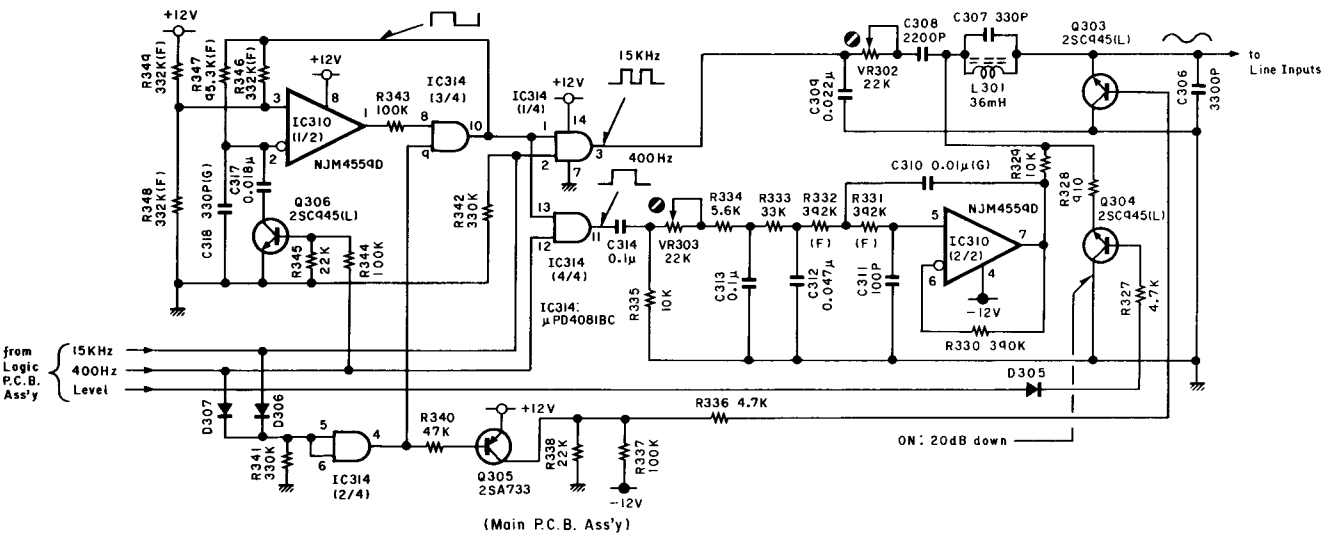 +12V
R349
332K(F)
R347
95.3K(F)
R346
332K(F)
+12V
8
3
IC310
(1/2)
1
2
NJM4559D
R343
100K
IC314
(3/4)
8
9
10
R348
332K(F)
C318 330P(G)
C317
0.018μ
Q306
2SC945(L)
R345
22K
R344
100K
R342
330K
IC314
(1/4)
+12V
14
1
2
3
7
15KHz
400Hz
13
12
11
IC314
(4/4)
IC314:
μPD4081BC
C314
0.1μ
R335
10K
VR303
22K
R334
5.6K
R333
33K
R332
392K
(F)
R331
392K
(F)
C313
0.1μ
C312
0.047μ
C311
100P
C310 0.01μ(G)
NJM4559D
5
IC310
(2/2)
7
6
4
-12V
R330 390K
C309
0.022μ
VR302
22K
C308
2200P
C307 330P
L301
36mH
Q303
2SC945(L)
C306
3300P
to
Line Inputs
R329
10K
R328
910
Q304
2SC945(L)
R327
4.7K
from
Logic
P.C.B.
Ass'y
15KHz
400Hz
Level
D305
D307
D306
R341
330K
5
6
4
IC314
(2/4)
R340
47K
+12V
Q305
2SA733
R338
22K
R337
100K
-12V
R336 4.7K
ON: 20dB down
(Main P.C.B. Ass'y)